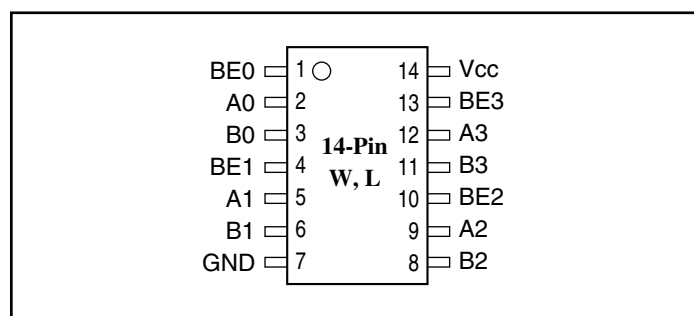 BE0 1 14 Vcc
A0 2 13 BE3
B0 3 12 A3
14-Pin
BE1 4 11 B3
W, L
A1 5 10 BE2
B1 6 9 A2
GND 7 8 B2